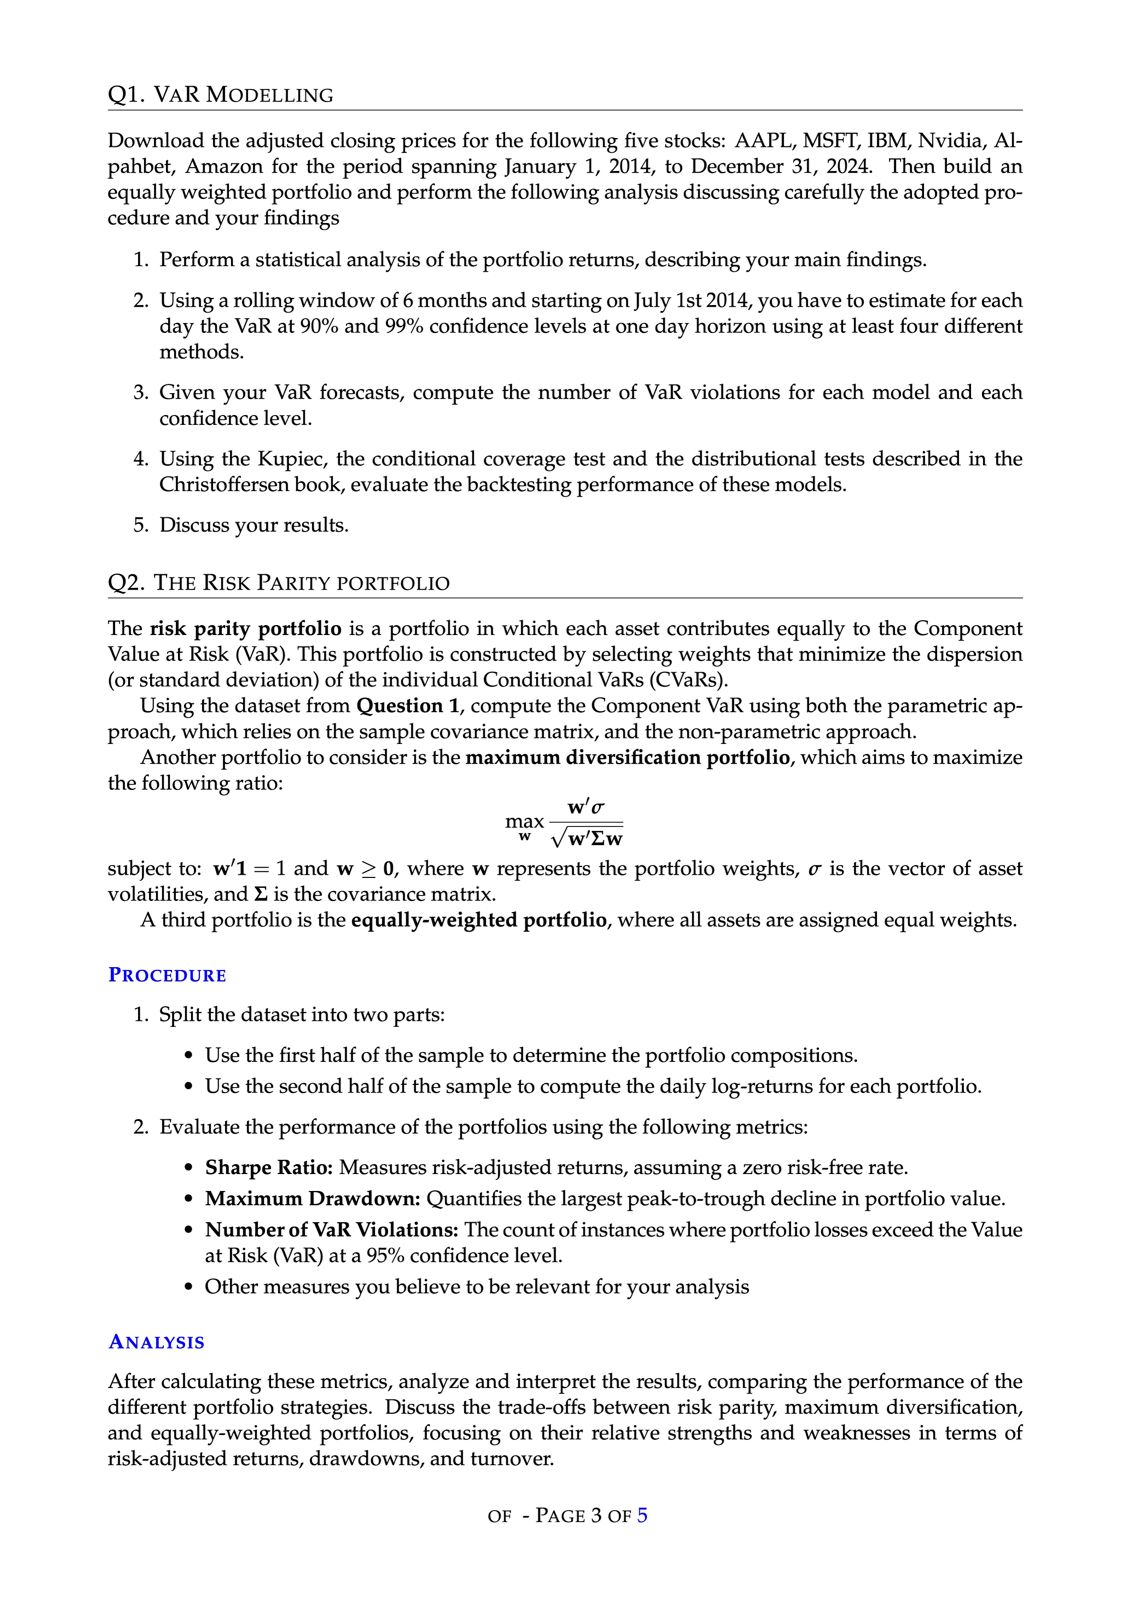 Q1. VAR MODELLING
Download the adjusted closing prices for the following five stocks: AAPL, MSFT, IBM, Nvidia, Al-
pahbet, Amazon for the period spanning January 1, 2014, to December 31, 2024. Then build an
equally weighted portfolio and perform the following analysis discussing carefully the adopted pro-
cedure and your findings
1. Perform a statistical analysis of the portfolio returns, describing your main findings.
2. Using a rolling window of 6 months and starting on July 1st 2014, you have to estimate for each
day the VaR at 90% and 99% confidence levels at one day horizon using at least four different
methods.
3. Given your VaR forecasts, compute the number of VaR violations for each model and each
confidence level.
4. Using the Kupiec, the conditional coverage test and the distributional tests described in the
Christoffersen book, evaluate the backtesting performance of these models.
5. Discuss your results.
Q2. THE RISK PARITY PORTFOLIO
The risk parity portfolio is a portfolio in which each asset contributes equally to the Component
Value at Risk (VaR). This portfolio is constructed by selecting weights that minimize the dispersion
(or standard deviation) of the individual Conditional VaRs (CVaRs).
Using the dataset from Question 1, compute the Component VaR using both the parametric ap-
proach, which relies on the sample covariance matrix, and the non-parametric approach.
Another portfolio to consider is the maximum diversification portfolio, which aims to maximize
the following ratio:
max_w w′σ / √w′Σw
subject to: w′1 = 1 and w ≥ 0, where w represents the portfolio weights, σ is the vector of asset
volatilities, and Σ is the covariance matrix.
A third portfolio is the equally-weighted portfolio, where all assets are assigned equal weights.
PROCEDURE
1. Split the dataset into two parts:
• Use the first half of the sample to determine the portfolio compositions.
• Use the second half of the sample to compute the daily log-returns for each portfolio.
2. Evaluate the performance of the portfolios using the following metrics:
• Sharpe Ratio: Measures risk-adjusted returns, assuming a zero risk-free rate.
• Maximum Drawdown: Quantifies the largest peak-to-trough decline in portfolio value.
• Number of VaR Violations: The count of instances where portfolio losses exceed the Value
at Risk (VaR) at a 95% confidence level.
• Other measures you believe to be relevant for your analysis
ANALYSIS
After calculating these metrics, analyze and interpret the results, comparing the performance of the
different portfolio strategies. Discuss the trade-offs between risk parity, maximum diversification,
and equally-weighted portfolios, focusing on their relative strengths and weaknesses in terms of
risk-adjusted returns, drawdowns, and turnover.
OF - PAGE 3 OF 5